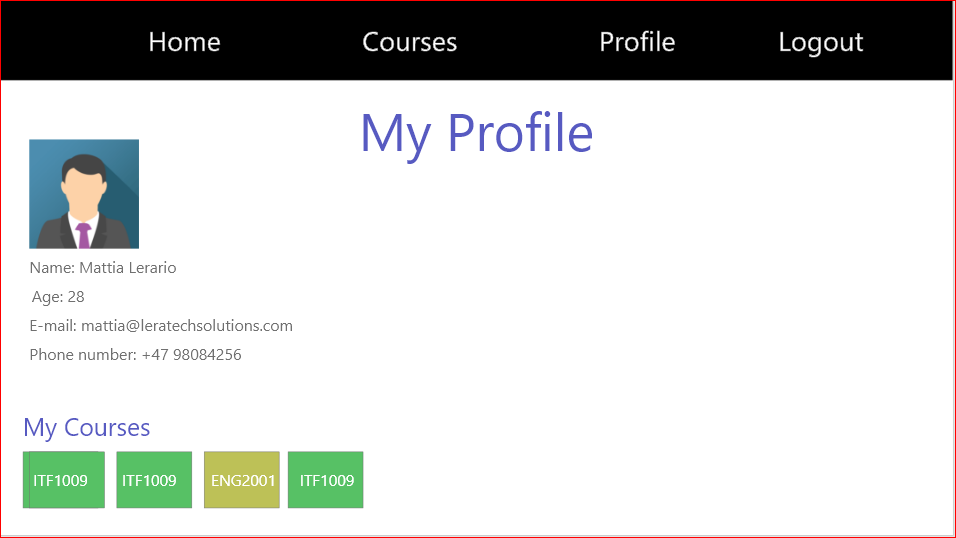 Home Courses Profile Logout
My Profile
Name: Mattia Lerario
Age: 28
E-mail: mattia@leratechsolutions.com
Phone number: +47 98084256
My Courses
ITF1009 ITF1009 ENG2001 ITF1009